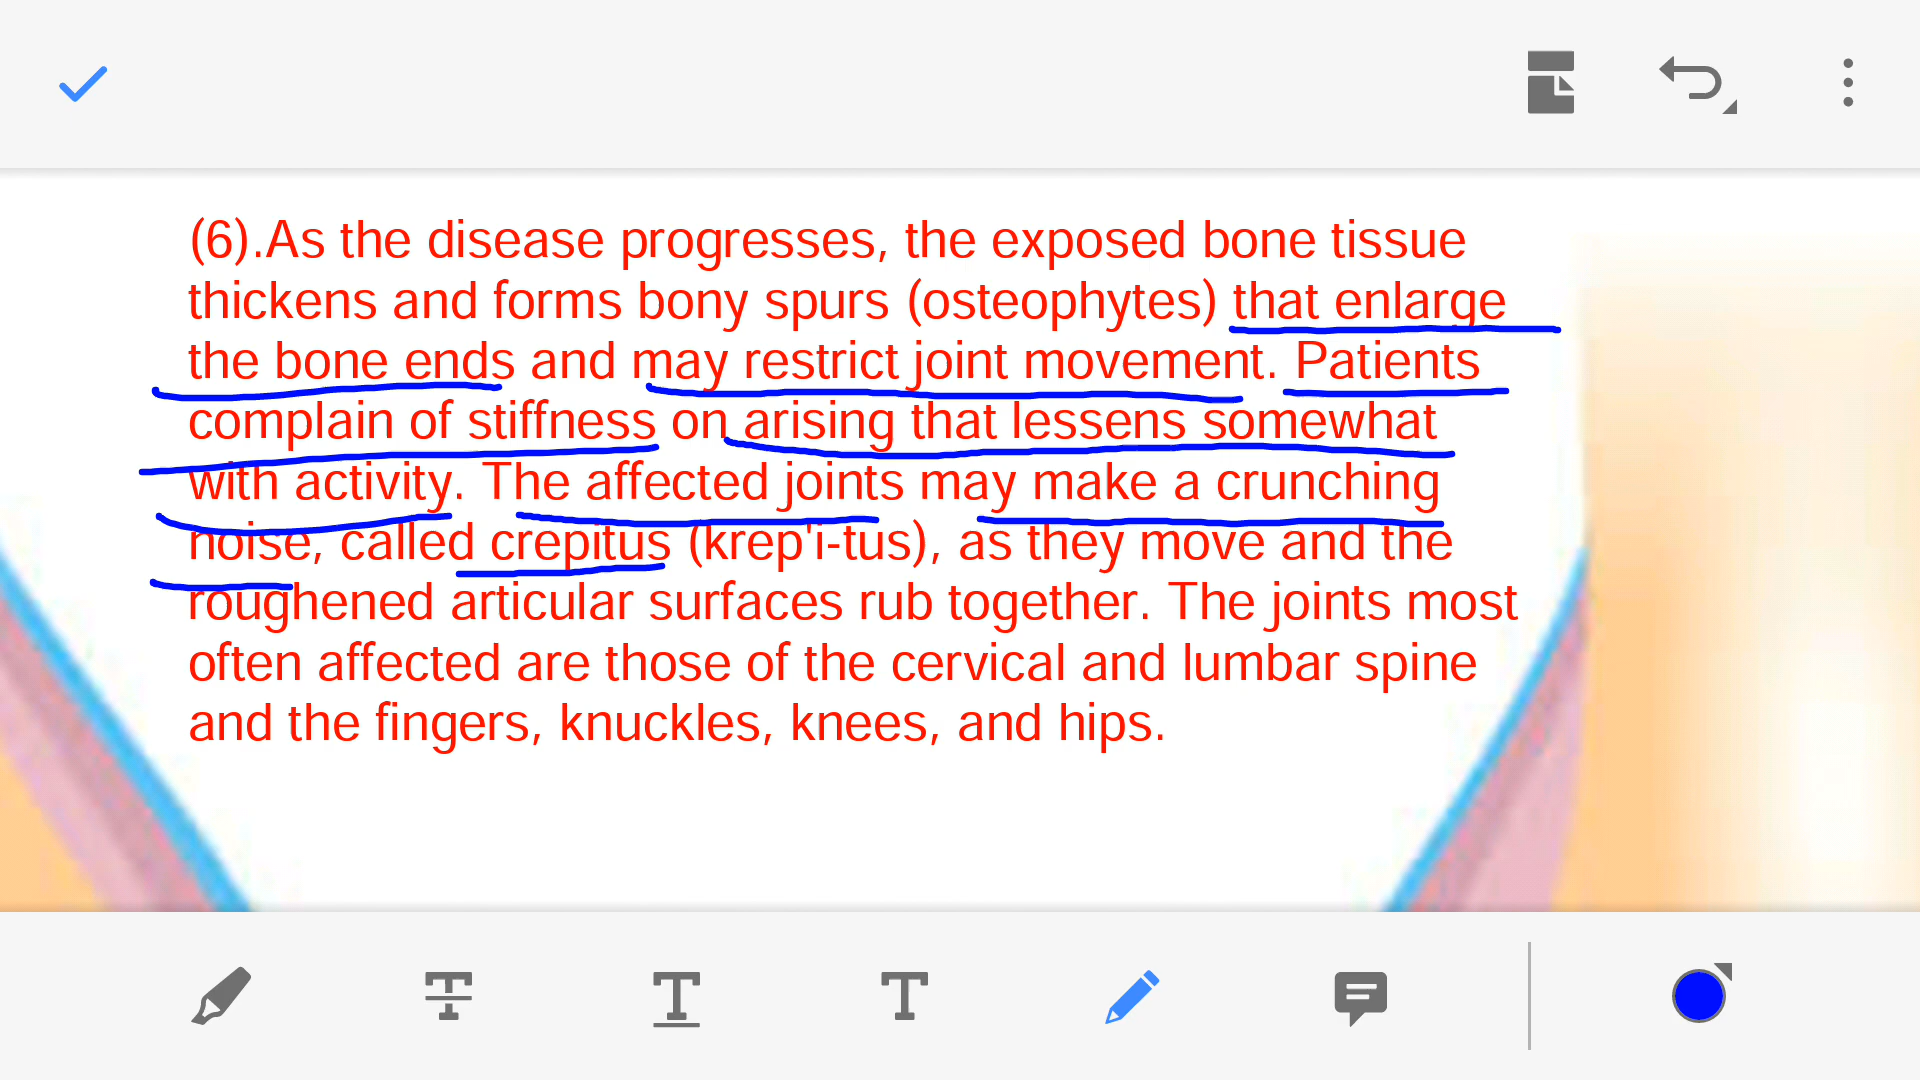 (6).As the disease progresses, the exposed bone tissue
thickens and forms bony spurs (osteophytes) that enlarge
the bone ends and may restrict joint movement. Patients
complain of stiffness on arising that lessens somewhat
with activity. The affected joints may make a crunching
noise, called crepitus (krep'i-tus), as they move and the
roughened articular surfaces rub together. The joints most
often affected are those of the cervical and lumbar spine
and the fingers, knuckles, knees, and hips.